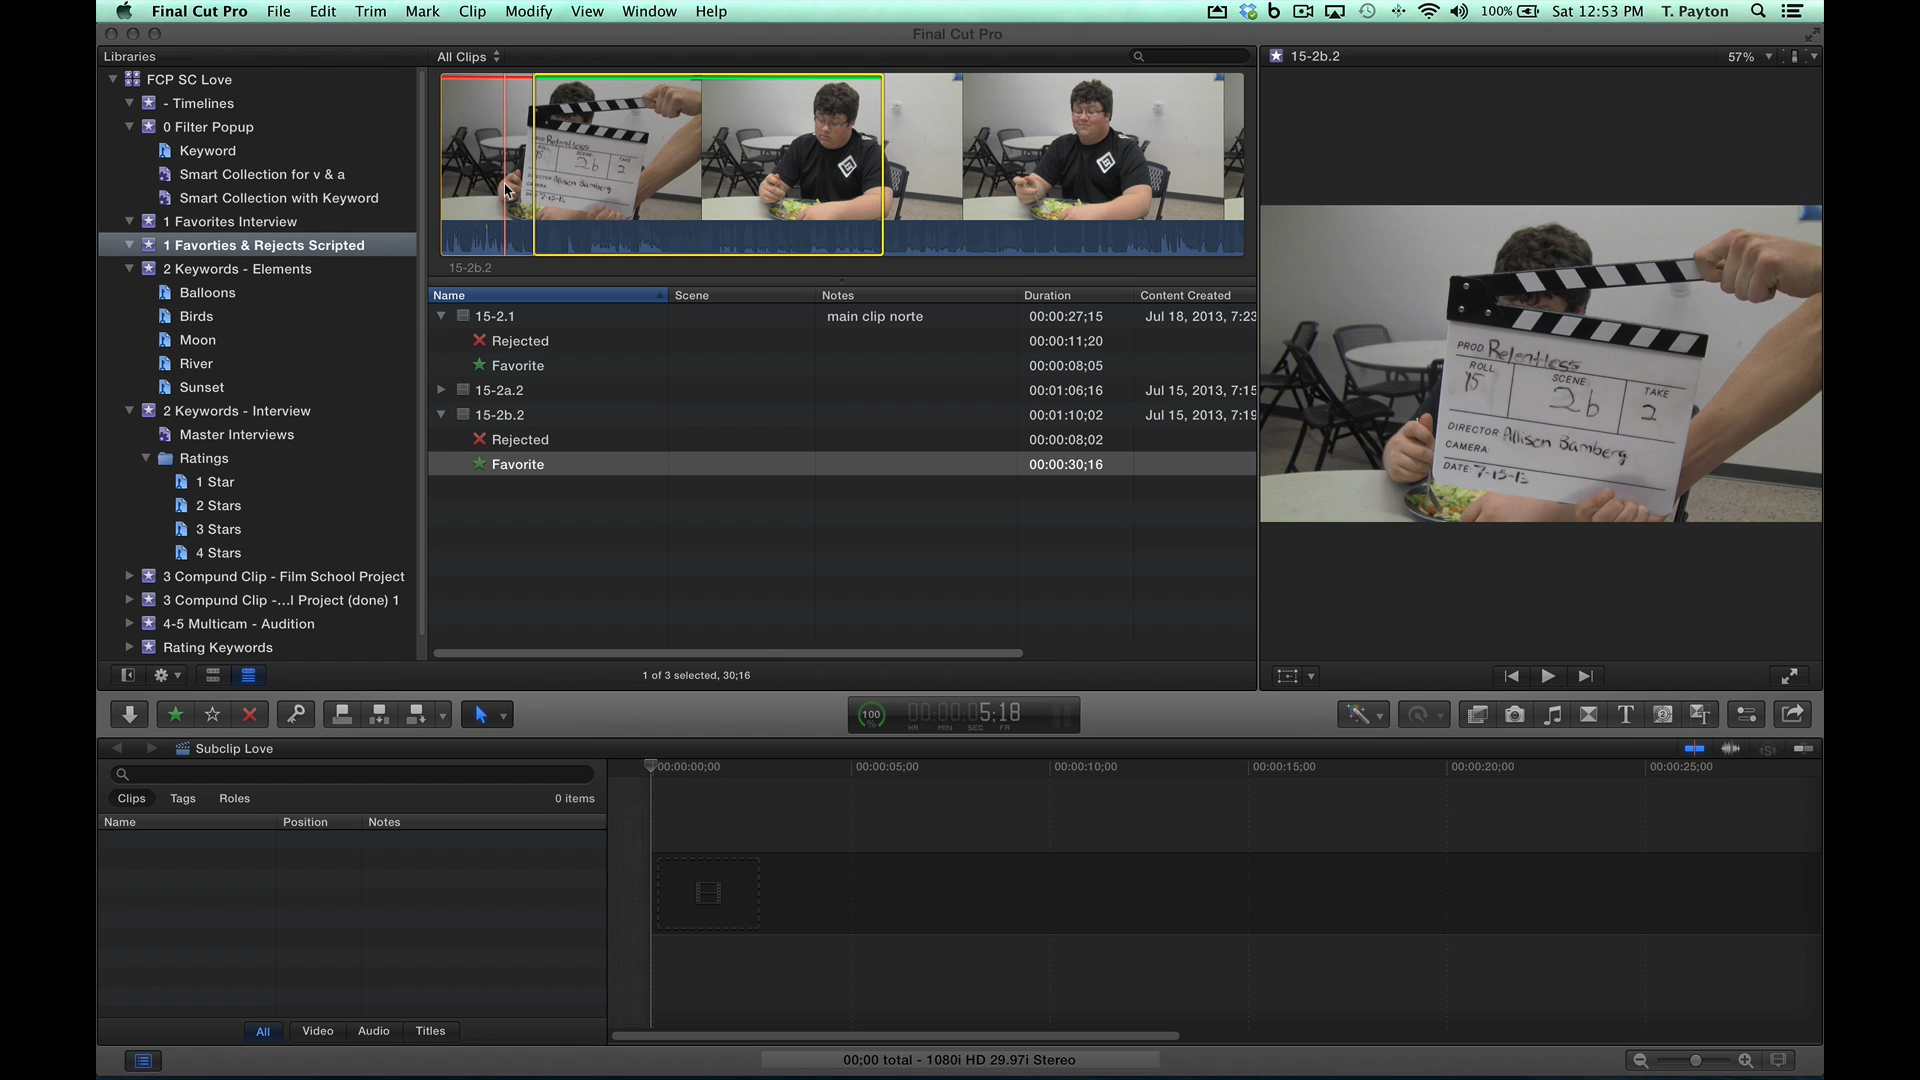 Final Cut Pro File Edit Trim Mark Clip Modify View Window Help
100% Sat 12:53 PM T. Payton
Final Cut Pro
Libraries
FCP SC Love
- Timelines
0 Filter Popup
Keyword
Smart Collection for v & a
Smart Collection with Keyword
1 Favorites Interview
1 Favorties & Rejects Scripted
2 Keywords - Elements
Balloons
Birds
Moon
River
Sunset
2 Keywords - Interview
Master Interviews
Ratings
1 Star
2 Stars
3 Stars
4 Stars
3 Compund Clip - Film School Project
3 Compund Clip -...l Project (done) 1
4-5 Multicam - Audition
Rating Keywords
All Clips
15-2b.2
Name Scene Notes Duration Content Created
15-2.1 main clip norte 00:00:27;15 Jul 18, 2013, 7:23
Rejected 00:00:11;20
Favorite 00:00:08;05
15-2a.2 00:01:06;16 Jul 15, 2013, 7:15
15-2b.2 00:01:10;02 Jul 15, 2013, 7:19
Rejected 00:00:08;02
Favorite 00:00:30;16
1 of 3 selected, 30;16
15-2b.2 57%
PROD. Relentless
ROLL SCENE TAKE
15 2b 2
DIRECTOR: Allisen Bamberg
CAMERA:
DATE: 7-15-13
100 % 00:00:05;18
HR MIN SEC FR
Subclip Love
Clips Tags Roles 0 items
Name Position Notes
00:00:00;00 00:00:05;00 00:00:10;00 00:00:15;00 00:00:20;00 00:00:25;00
All Video Audio Titles
00;00 total - 1080i HD 29.97i Stereo